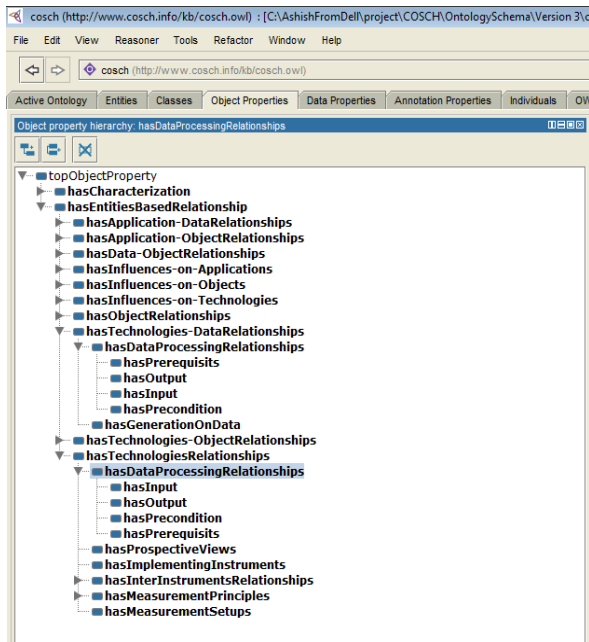 cosch (http://www.cosch.info/kb/cosch.owl) : [C:\AshishFromDell\project\COSCH\OntologySchema\Version 3\c
File Edit View Reasoner Tools Refactor Window Help
cosch (http://www.cosch.info/kb/cosch.owl)
Active Ontology Entities Classes Object Properties Data Properties Annotation Properties Individuals OW
Object property hierarchy: hasDataProcessingRelationships
topObjectProperty
hasCharacterization
hasEntitiesBasedRelationship
hasApplication-DataRelationships
hasApplication-ObjectRelationships
hasData-ObjectRelationships
hasInfluences-on-Applications
hasInfluences-on-Objects
hasInfluences-on-Technologies
hasObjectRelationships
hasTechnologies-DataRelationships
hasDataProcessingRelationships
hasPrerequisits
hasOutput
hasInput
hasPrecondition
hasGenerationOnData
hasTechnologies-ObjectRelationships
hasTechnologiesRelationships
hasDataProcessingRelationships
hasInput
hasOutput
hasPrecondition
hasPrerequisits
hasProspectiveViews
hasImplementingInstruments
hasInterInstrumentsRelationships
hasMeasurementPrinciples
hasMeasurementSetups